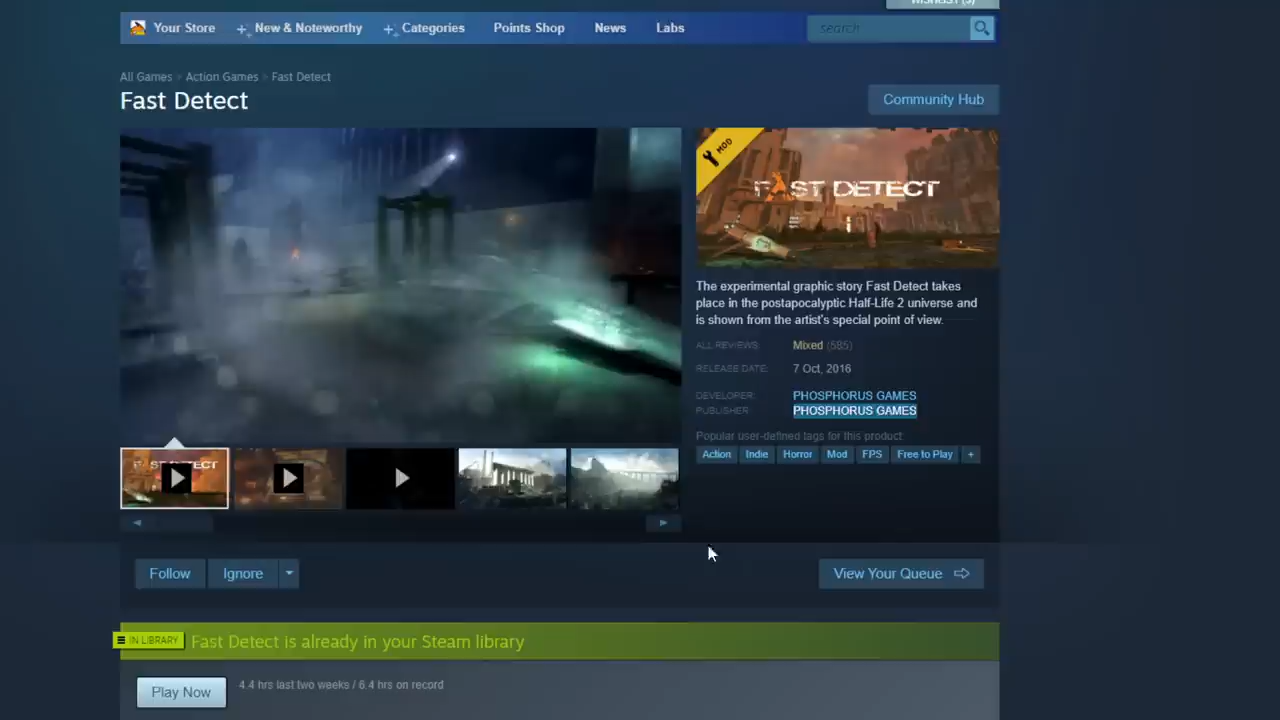 Your Store
New & Noteworthy
Categories
Points Shop
News
Labs
search
All Games > Action Games > Fast Detect
Fast Detect
Community Hub
MOD
FAST DETECT
The experimental graphic story Fast Detect takes
place in the postapocalyptic Half-Life 2 universe and
is shown from the artist's special point of view.
ALL REVIEWS: Mixed (585)
RELEASE DATE: 7 Oct, 2016
DEVELOPER: PHOSPHORUS GAMES
PUBLISHER: PHOSPHORUS GAMES
Popular user-defined tags for this product:
Action Indie Horror Mod FPS Free to Play +
Follow
Ignore
View Your Queue
IN LIBRARY
Fast Detect is already in your Steam library
Play Now
4.4 hrs last two weeks / 6.4 hrs on record